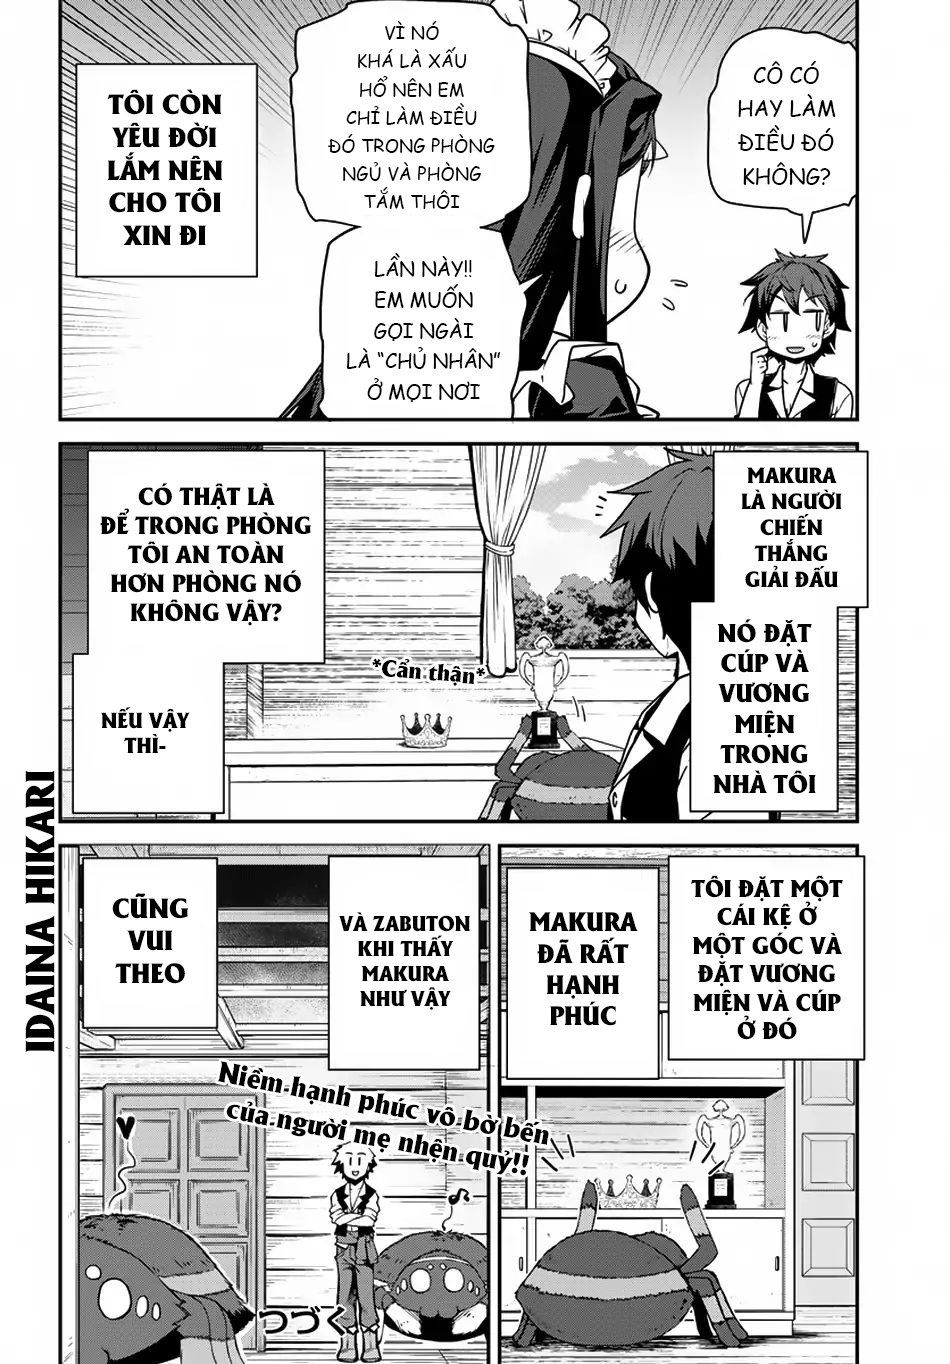 CÔ CÓ
HAY LÀM
ĐIỀU ĐÓ
KHÔNG?
VÌ NÓ
KHÁ LÀ XẤU
HỔ NÊN EM
CHỈ LÀM ĐIỀU
ĐÓ TRONG PHÒNG
NGỦ VÀ PHÒNG
TẮM THÔI
LẦN NÀY!!
EM MUỐN
GỌI NGÀI
LÀ “CHỦ NHÂN”
Ở MỌI NƠI
TÔI CÒN
YÊU ĐỜI
LẮM NÊN
CHO TÔI
XIN ĐI
MAKURA
LÀ NGƯỜI
CHIẾN
THẮNG
GIẢI ĐẤU
NÓ ĐẶT
CÚP VÀ
VƯƠNG
MIỆN
TRONG
NHÀ TÔI
*Cẩn thận*
CÓ THẬT LÀ
ĐỂ TRONG PHÒNG
TÔI AN TOÀN
HƠN PHÒNG NÓ
KHÔNG VẬY?
NẾU VẬY
THÌ-
TÔI ĐẶT MỘT
CÁI KỆ Ở
MỘT GÓC VÀ
ĐẶT VƯƠNG
MIỆN VÀ CÚP
Ở ĐÓ
MAKURA
ĐÃ RẤT
HẠNH
PHÚC
VÀ ZABUTON
KHI THẤY
MAKURA
NHƯ VẬY
CŨNG
VUI
THEO
Niềm hạnh phúc vô bờ bến
của người mẹ nhện quỷ!!
つづく
IDAINA HIKARI